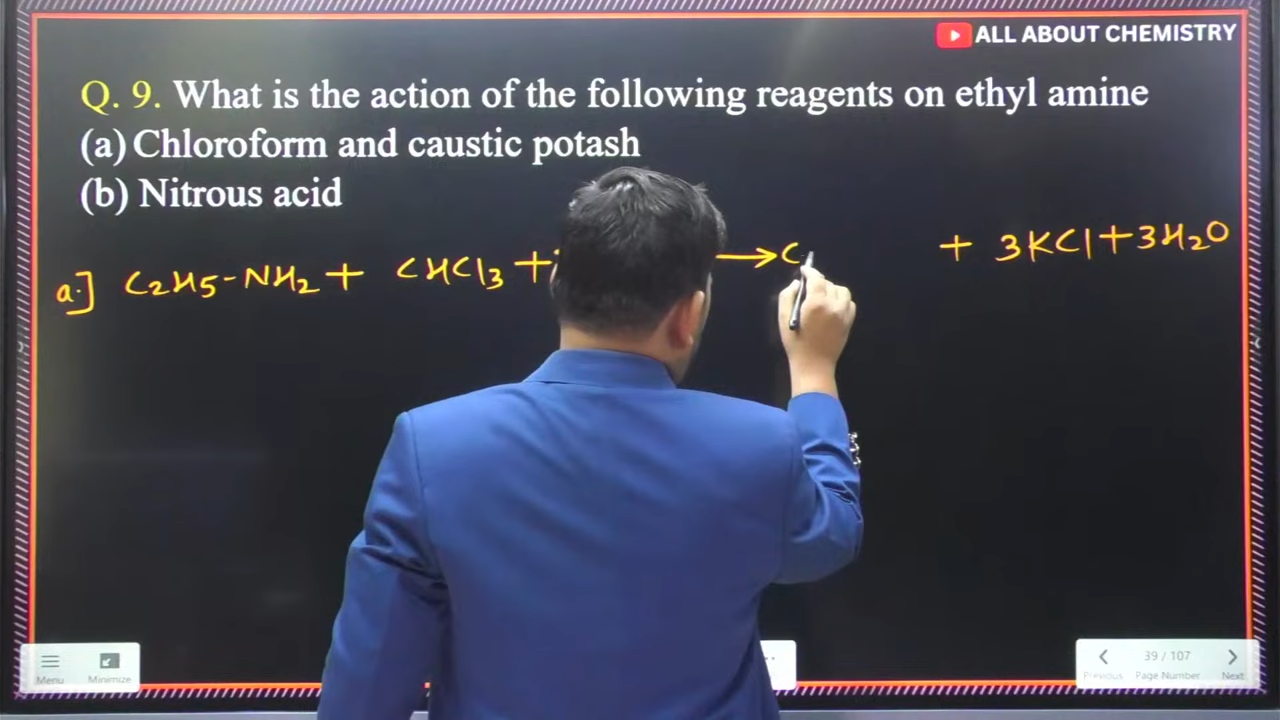 ALL ABOUT CHEMISTRY
Q. 9. What is the action of the following reagents on ethyl amine
(a) Chloroform and caustic potash
(b) Nitrous acid
a.] C2H5-NH2 + CHCl3 + → C + 3KCl + 3H2O
Menu Minimize
39 / 107
Previous Page Number Next